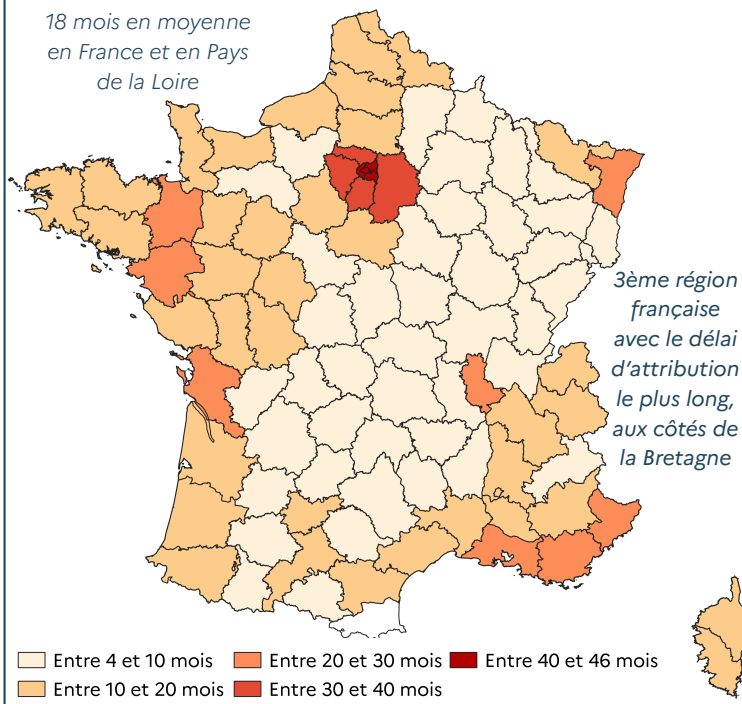 18 mois en moyenne
en France et en Pays
de la Loire
3ème région
française
avec le délai
d'attribution
le plus long,
aux côtés de
la Bretagne
Entre 4 et 10 mois
Entre 20 et 30 mois
Entre 40 et 46 mois
Entre 10 et 20 mois
Entre 30 et 40 mois